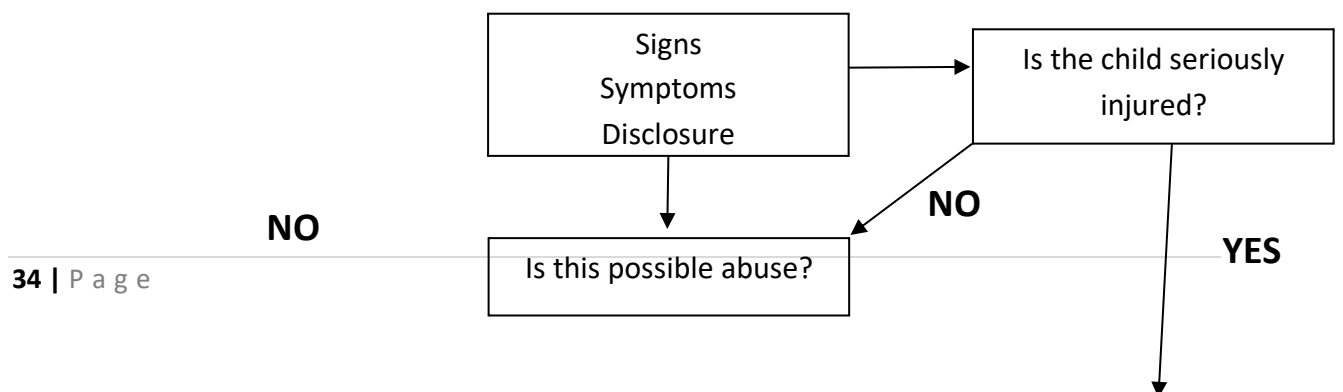 Signs
Symptoms
Disclosure
Is the child seriously
injured?
NO
NO
YES
Is this possible abuse?
34 | P a g e